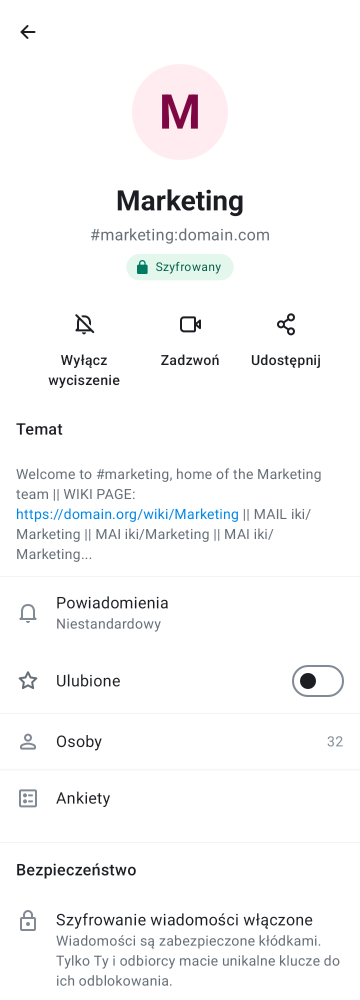 M
Marketing
#marketing:domain.com
Szyfrowany
Wyłącz
wyciszenie
Zadzwoń
Udostępnij
Temat
Welcome to #marketing, home of the Marketing
team || WIKI PAGE:
https://domain.org/wiki/Marketing || MAIL iki/
Marketing || MAI iki/Marketing || MAI iki/
Marketing...
Powiadomienia
Niestandardowy
Ulubione
Osoby 32
Ankiety
Bezpieczeństwo
Szyfrowanie wiadomości włączone
Wiadomości są zabezpieczone kłódkami.
Tylko Ty i odbiorcy macie unikalne klucze do
ich odblokowania.